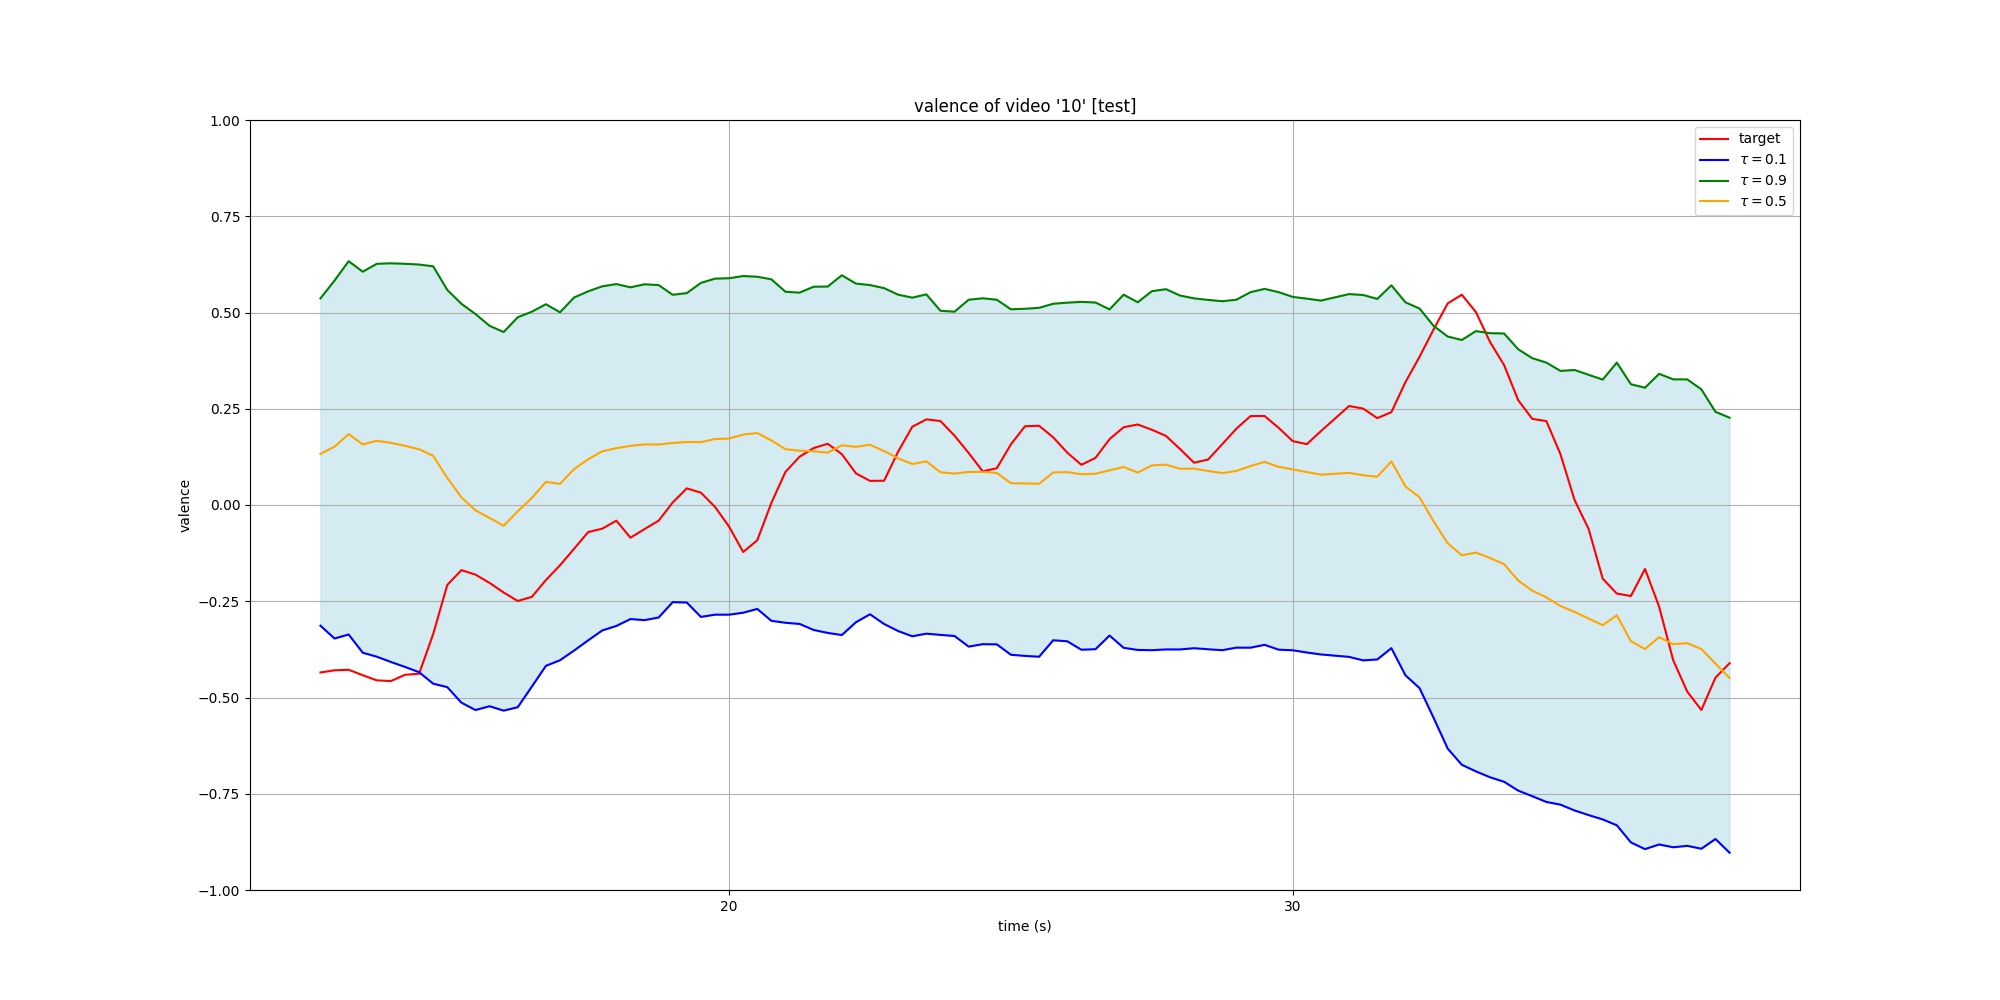 valence of video '10' [test]
1.00
0.75
0.50
0.25
0.00
−0.25
−0.50
−0.75
−1.00
valence
target
τ = 0.1
τ = 0.9
τ = 0.5
20
30
time (s)